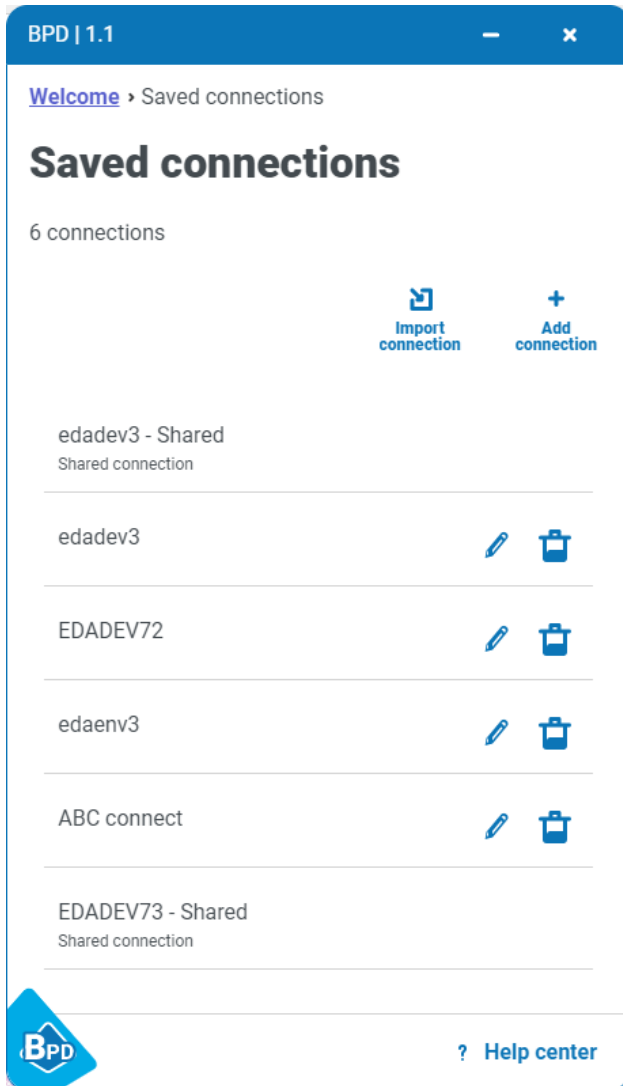 BPD | 1.1
Welcome › Saved connections
Saved connections
6 connections
Import
connection
Add
connection
edadev3 - Shared
Shared connection
edadev3
EDADEV72
edaenv3
ABC connect
EDADEV73 - Shared
Shared connection
BPD
? Help center